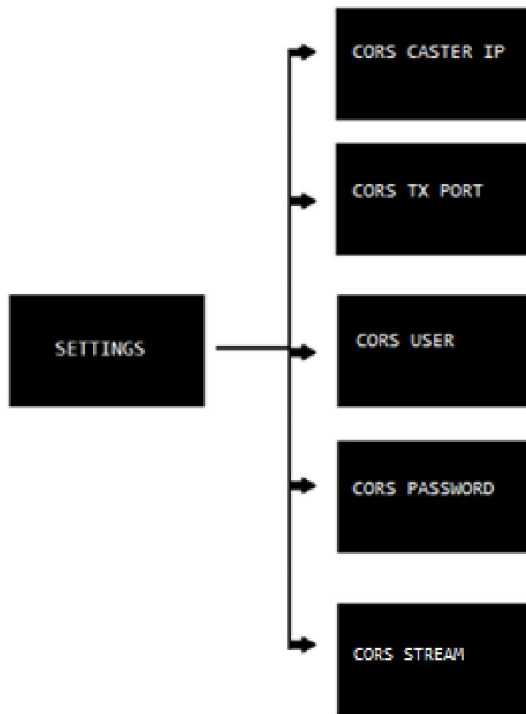 CORS CASTER IP
CORS TX PORT
SETTINGS
CORS USER
CORS PASSWORD
CORS STREAM